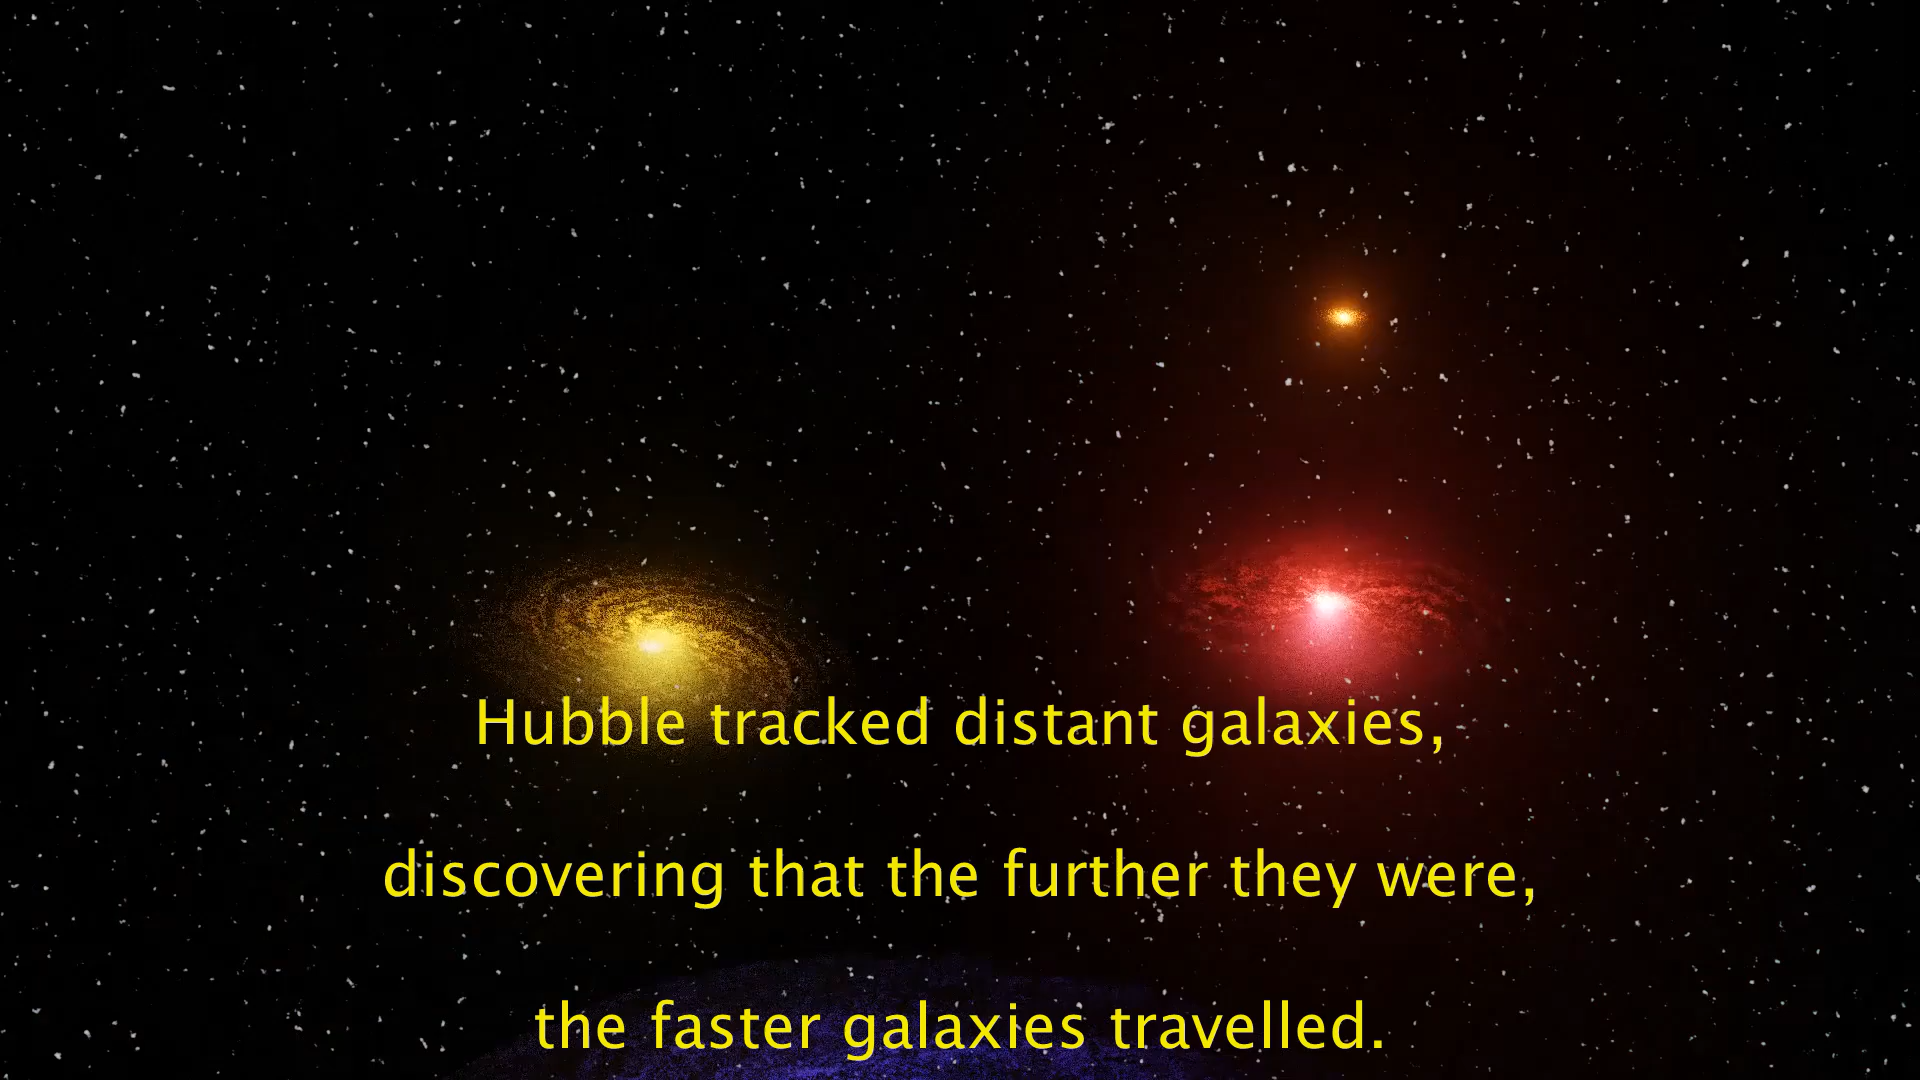 Hubble tracked distant galaxies,
discovering that the further they were,
the faster galaxies travelled.